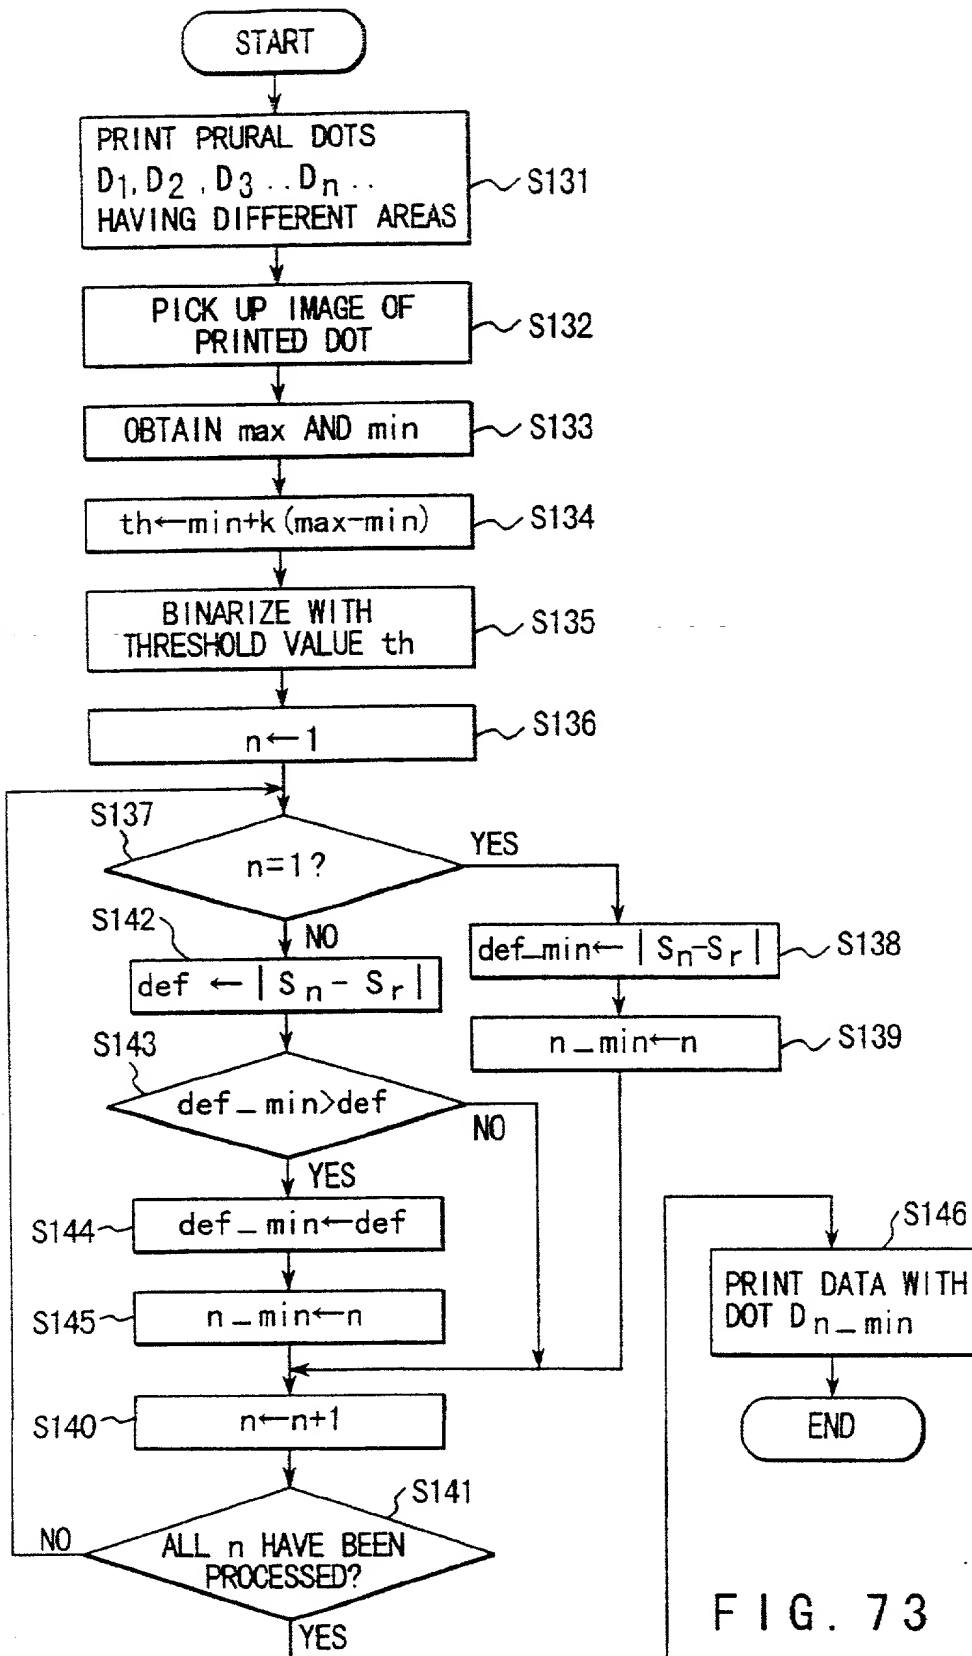 START
PRINT PRURAL DOTS
D1, D2, D3 .. Dn ..
HAVING DIFFERENT AREAS
S131
PICK UP IMAGE OF
PRINTED DOT
S132
OBTAIN max AND min
S133
th←min+k(max-min)
S134
BINARIZE WITH
THRESHOLD VALUE th
S135
n←1
S136
S137
n=1?
YES
NO
S142
def ← | Sn - Sr |
def_min← | Sn-Sr |
S138
n_min←n
S139
S143
def_min>def
NO
YES
S144
def_min←def
S145
n_min←n
S140
n←n+1
S141
ALL n HAVE BEEN
PROCESSED?
NO
YES
S146
PRINT DATA WITH
DOT Dn_min
END
FIG. 73